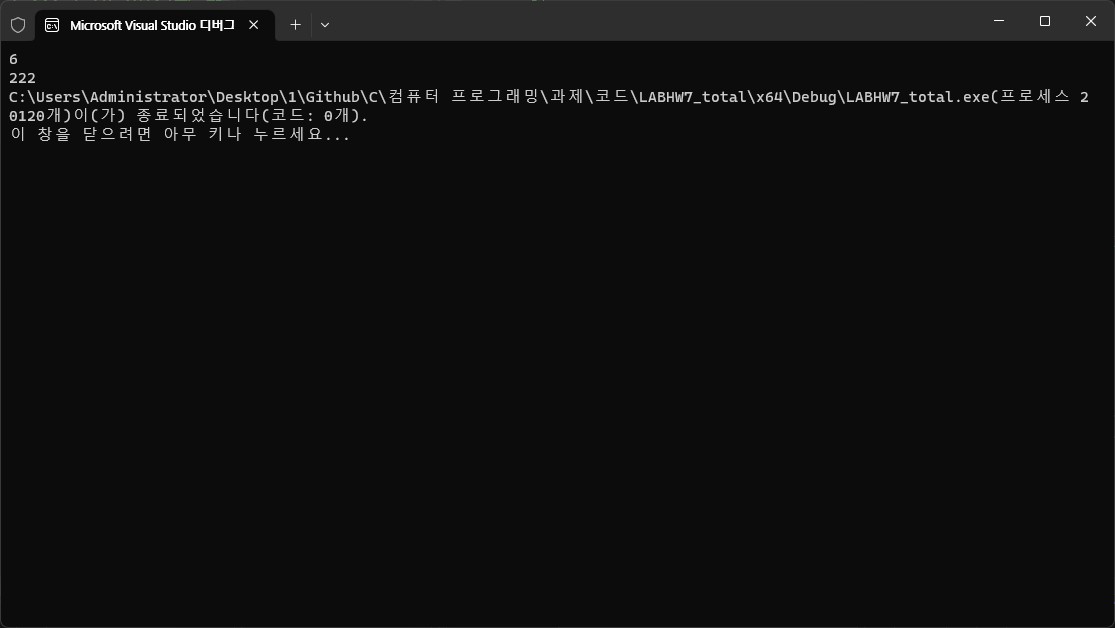 Microsoft Visual Studio 디버그
6
222
C:\Users\Administrator\Desktop\1\Github\C\컴퓨터 프로그래밍\과제\코드\LABHW7_total\x64\Debug\LABHW7_total.exe(프로세스 2
0120개)이(가) 종료되었습니다(코드: 0개).
이 창을 닫으려면 아무 키나 누르세요...